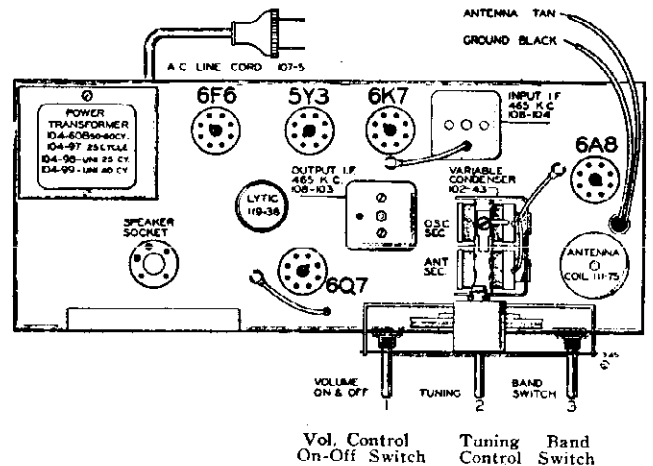 ANTENNA TAN
GROUND BLACK
A.C. LINE CORD 107-5
POWER
TRANSFORMER
104-60B 50-60CY.
104-97 25 CYCLE
104-98-UNI 25 CY.
104-99-UNI 40 CY.
6F6
5Y3
6K7
INPUT I.F.
465 K.C.
108-104
6A8
OUTPUT I.F.
465 K.C.
108-103
VARIABLE
CONDENSER
102-43
LYTIC
119-38
SPEAKER
SOCKET
OSC
SEC.
ANT
SEC.
ANTENNA
COIL 111-75
6Q7
VOLUME
ON & OFF
TUNING
BAND
SWITCH
1
2
3
Vol. Control
On-Off Switch
Tuning
Control
Band
Switch